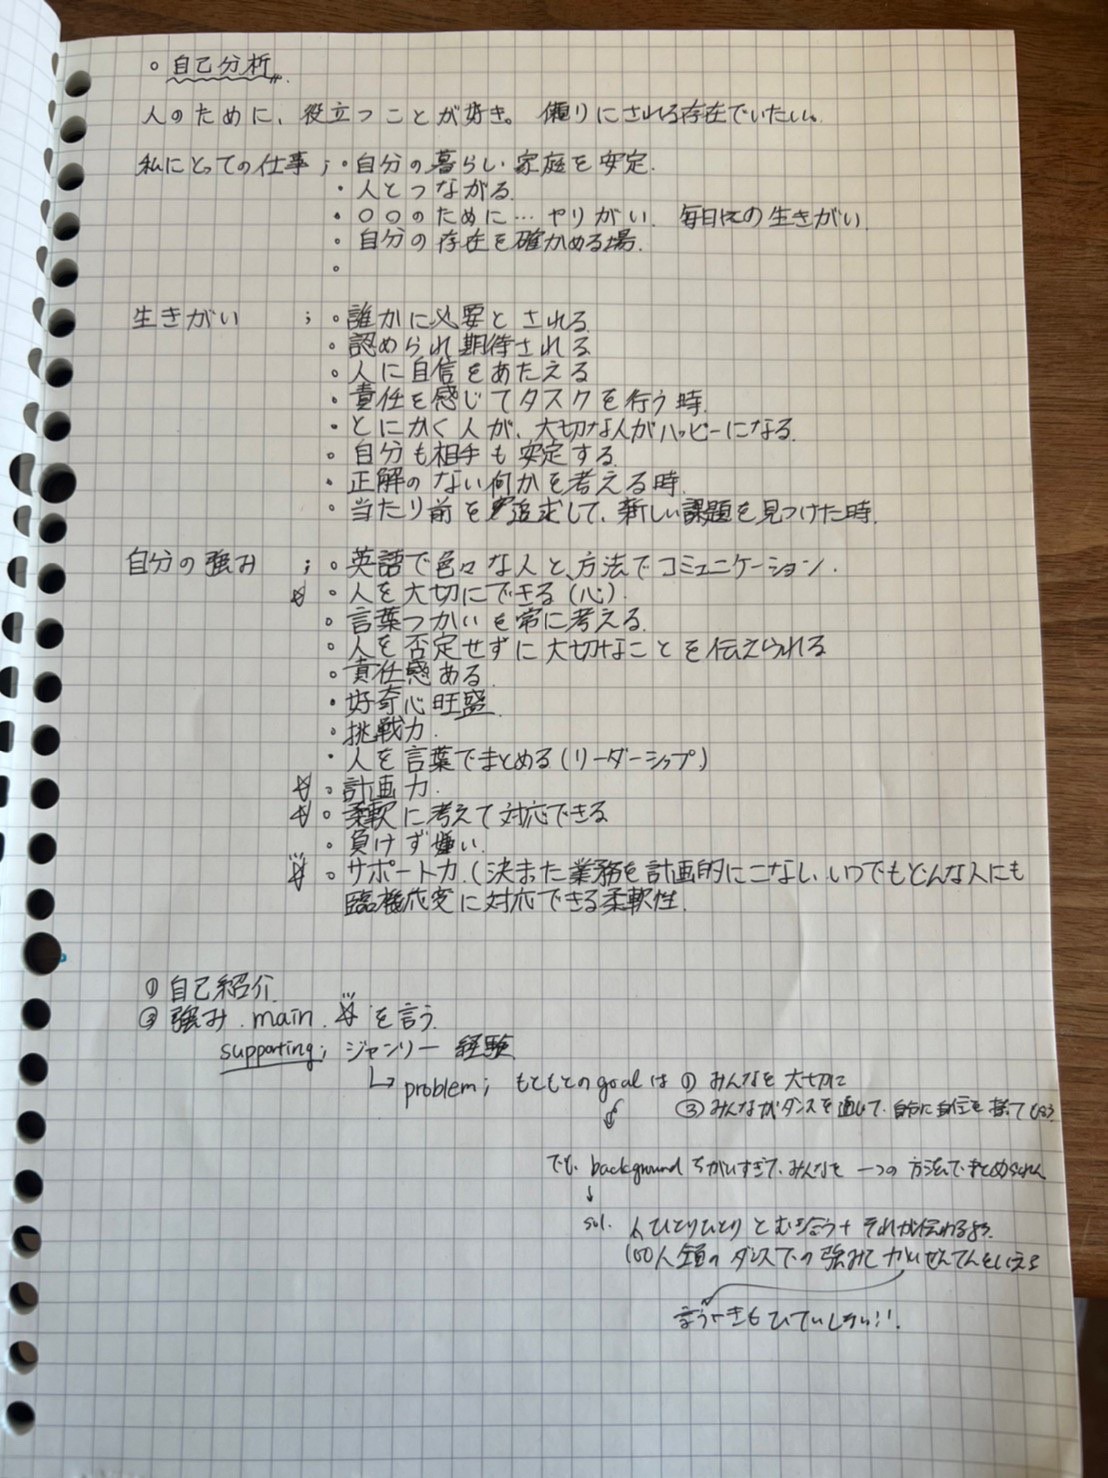 ○ 自己分析
人のために、役立つことが好き。 頼りにされる存在でいたい。
私にとっての仕事 ; ・自分の暮らし 家庭を安定.
・人とつながる.
・○○のために… ヤリがい. 毎日の生きがい.
・自分の存在を確かめる場.
・
生きがい ; ・誰かに必要とされる.
・認められ期待される
・人に自信をあたえる
・責任を感じてタスクを行う時.
・とにかく人が、大切な人がハッピーになる.
・自分も相手も安定する.
・正解のない何かを考える時.
・当たり前を追求して、新しい課題を見つけた時.
自分の強み ; ・英語で色々な人と、方法でコミュニケーション.
☆ ・人を大切にできる(心).
・言葉づかいを常に考える.
・人を否定せずに大切なことを伝えられる
・責任感ある.
・好奇心旺盛.
・挑戦力.
・人を言葉でまとめる(リーダーシップ)
☆ ・計画力.
☆ ・柔軟に考えて対応できる
・負けず嫌い.
☆ ・サポート力.(決また業務を計画的にこなし、いつでもどんな人にも
臨機応変に対応できる柔軟性.
① 自己紹介.
② 強み. main. ☆を言う.
supporting; ジャンリー 経験
↳ problem; もともとのgoalは ① みんなを大切に
② みんながダンスを通して、自分に自信を持てるよう.
でも、background ちがいすぎて、みんなを一つの方法でまとめられん
↓
sol. 人ひとりひとりとむき合う+ それが伝わるよう.
100人全員のダンスでの強みと かいぜんてんをいえる
言うべきもひていしない!!.